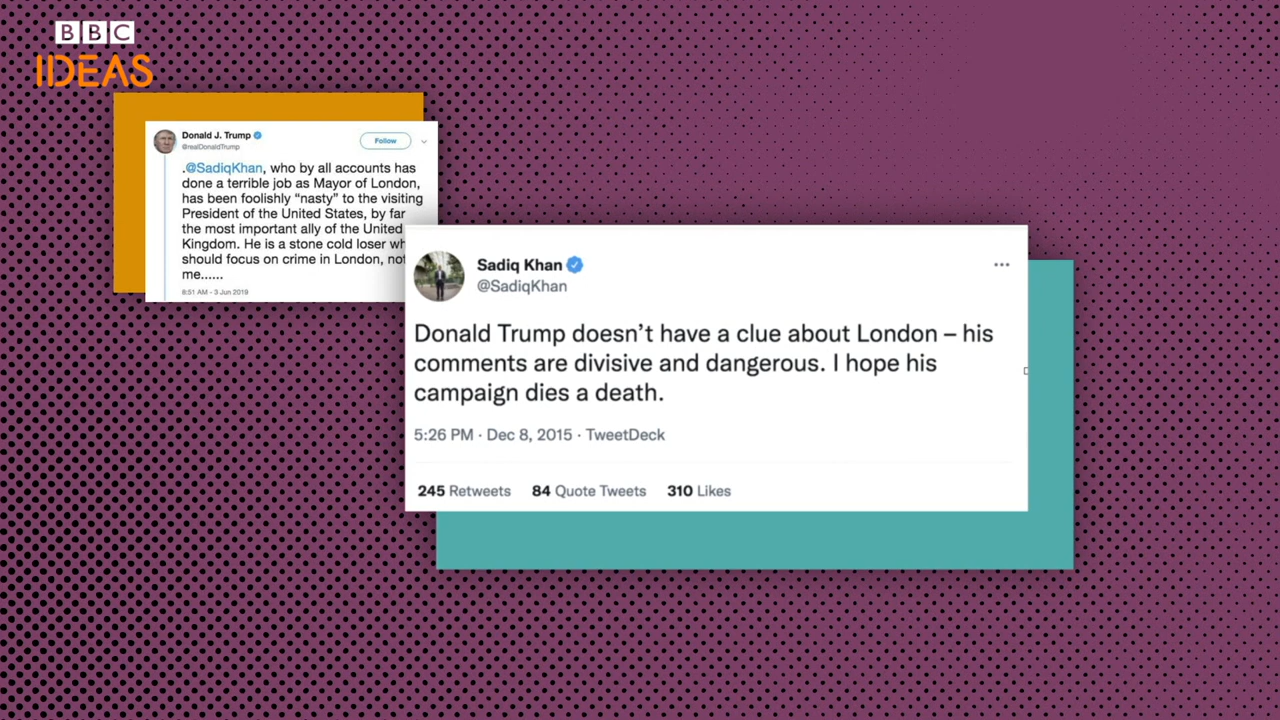 BBC
IDEAS
Donald J. Trump
@realDonaldTrump
Follow
.@SadiqKhan, who by all accounts has
done a terrible job as Mayor of London,
has been foolishly “nasty” to the visiting
President of the United States, by far
the most important ally of the United
Kingdom. He is a stone cold loser wh
should focus on crime in London, not
me......
8:51 AM - 3 Jun 2019
Sadiq Khan
@SadiqKhan
Donald Trump doesn’t have a clue about London – his
comments are divisive and dangerous. I hope his
campaign dies a death.
5:26 PM · Dec 8, 2015 · TweetDeck
245 Retweets 84 Quote Tweets 310 Likes